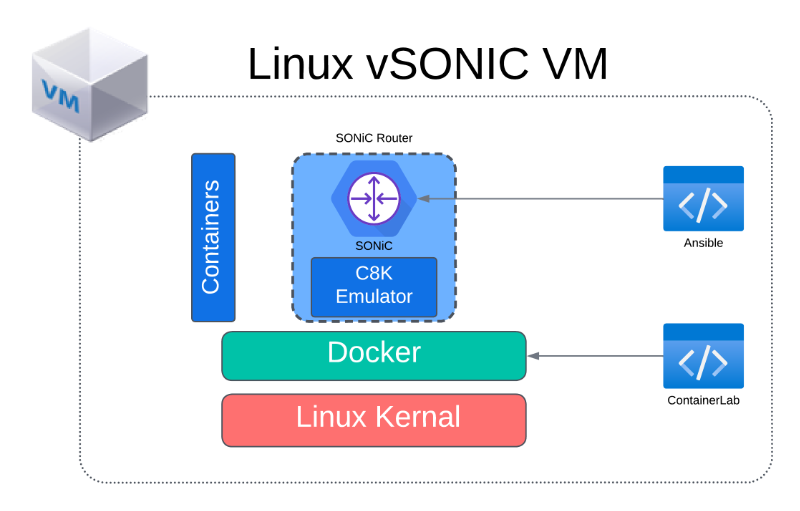 Linux vSONIC VM
VM
SONiC Router
Containers
SONiC
C8K
Emulator
Ansible
Docker
ContainerLab
Linux Kernal